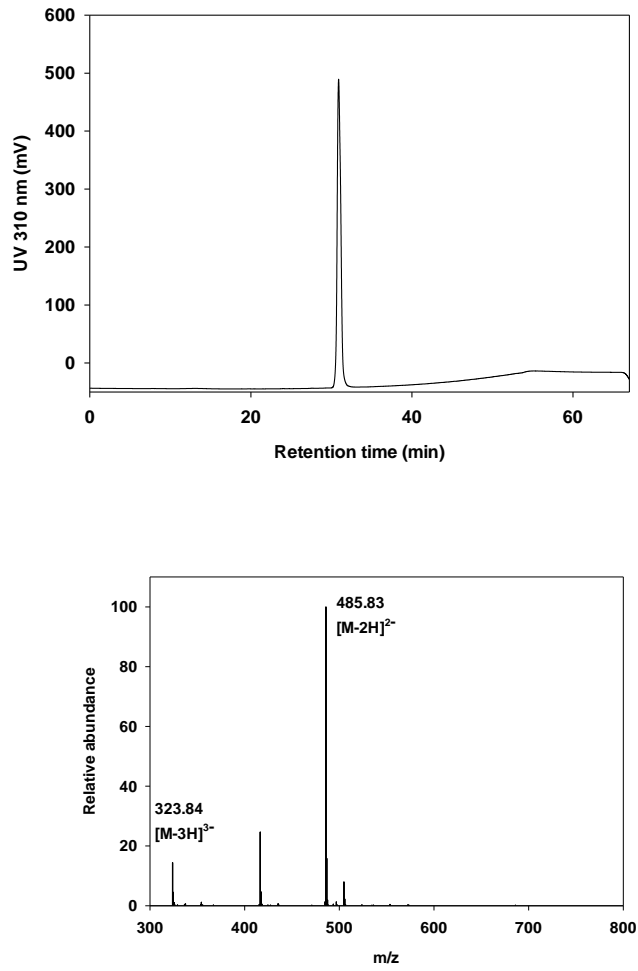 600
500
400
300
200
100
0
UV 310 nm (mV)
0 20 40 60
Retention time (min)
485.83
[M-2H]²⁻
323.84
[M-3H]³⁻
100
80
60
40
20
0
Relative abundance
300 400 500 600 700 800
m/z